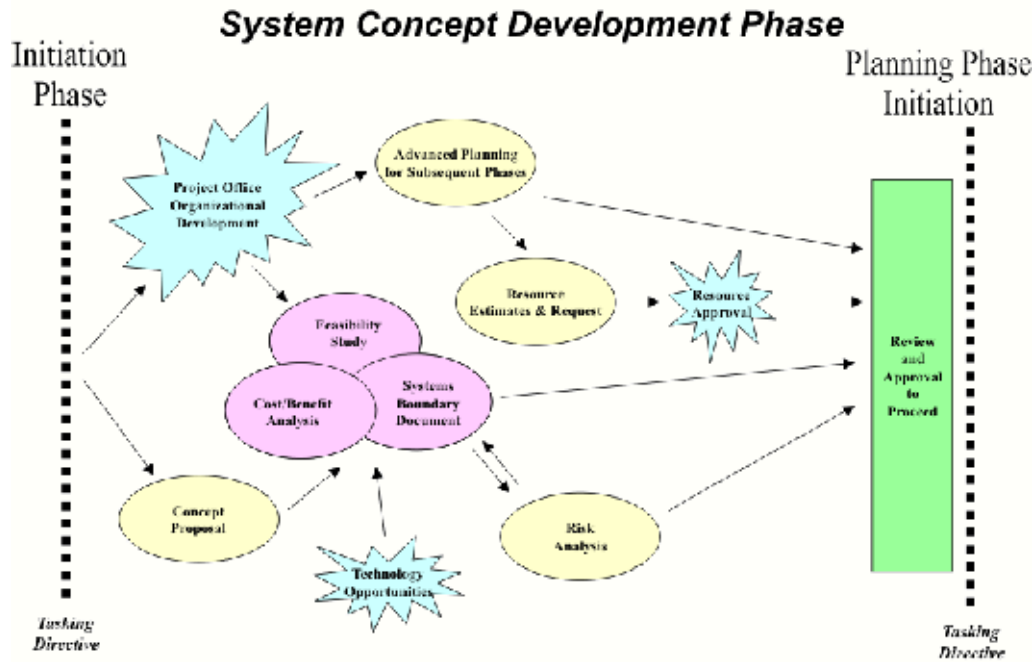 System Concept Development Phase
Initiation
Phase
Planning Phase
Initiation
Project Office
Organizational
Development
Advanced Planning
for Subsequent Phases
Resource
Estimates & Request
Resource
Approval
Feasibility
Study
Cost/Benefit
Analysis
Systems
Boundary
Document
Review
and
Approval
to
Proceed
Concept
Proposal
Risk
Analysis
Technology
Opportunities
Tasking
Directive
Tasking
Directive